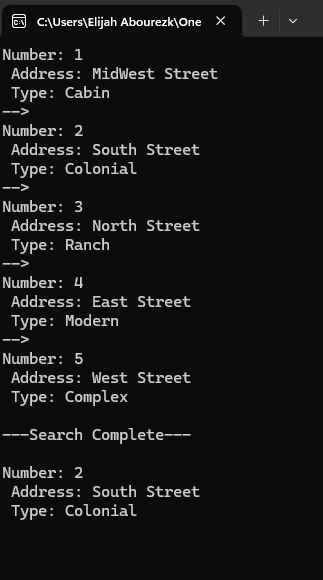 C:\Users\Elijah Abourezk\One
Number: 1
Address: MidWest Street
Type: Cabin
-->
Number: 2
Address: South Street
Type: Colonial
-->
Number: 3
Address: North Street
Type: Ranch
-->
Number: 4
Address: East Street
Type: Modern
-->
Number: 5
Address: West Street
Type: Complex
---Search Complete---
Number: 2
Address: South Street
Type: Colonial